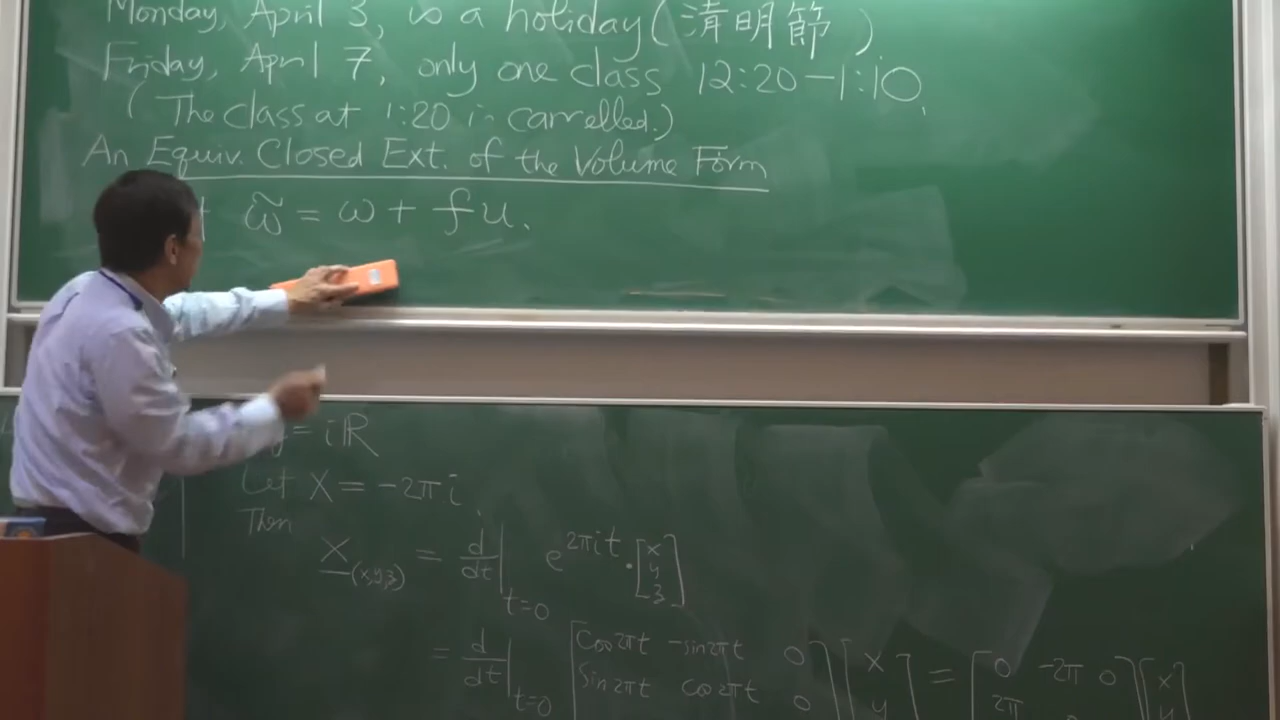 Monday, April 3, is a holiday (清明節)
Friday, April 7, only one class 12:20-1:10.
(The class at 1:20 is cancelled.)
An Equiv. Closed Ext. of the Volume Form
ω̃ = ω + fu.
= iℝ
Let X = -2πi.
Then
X_(x,y,z) = d/dt|_{t=0} e^{2πit} · [x y z]
= d/dt|_{t=0} [cos2πt -sin2πt 0 sin2πt cos2πt 0] [x y] = [0 -2π 0 2π] [x y]